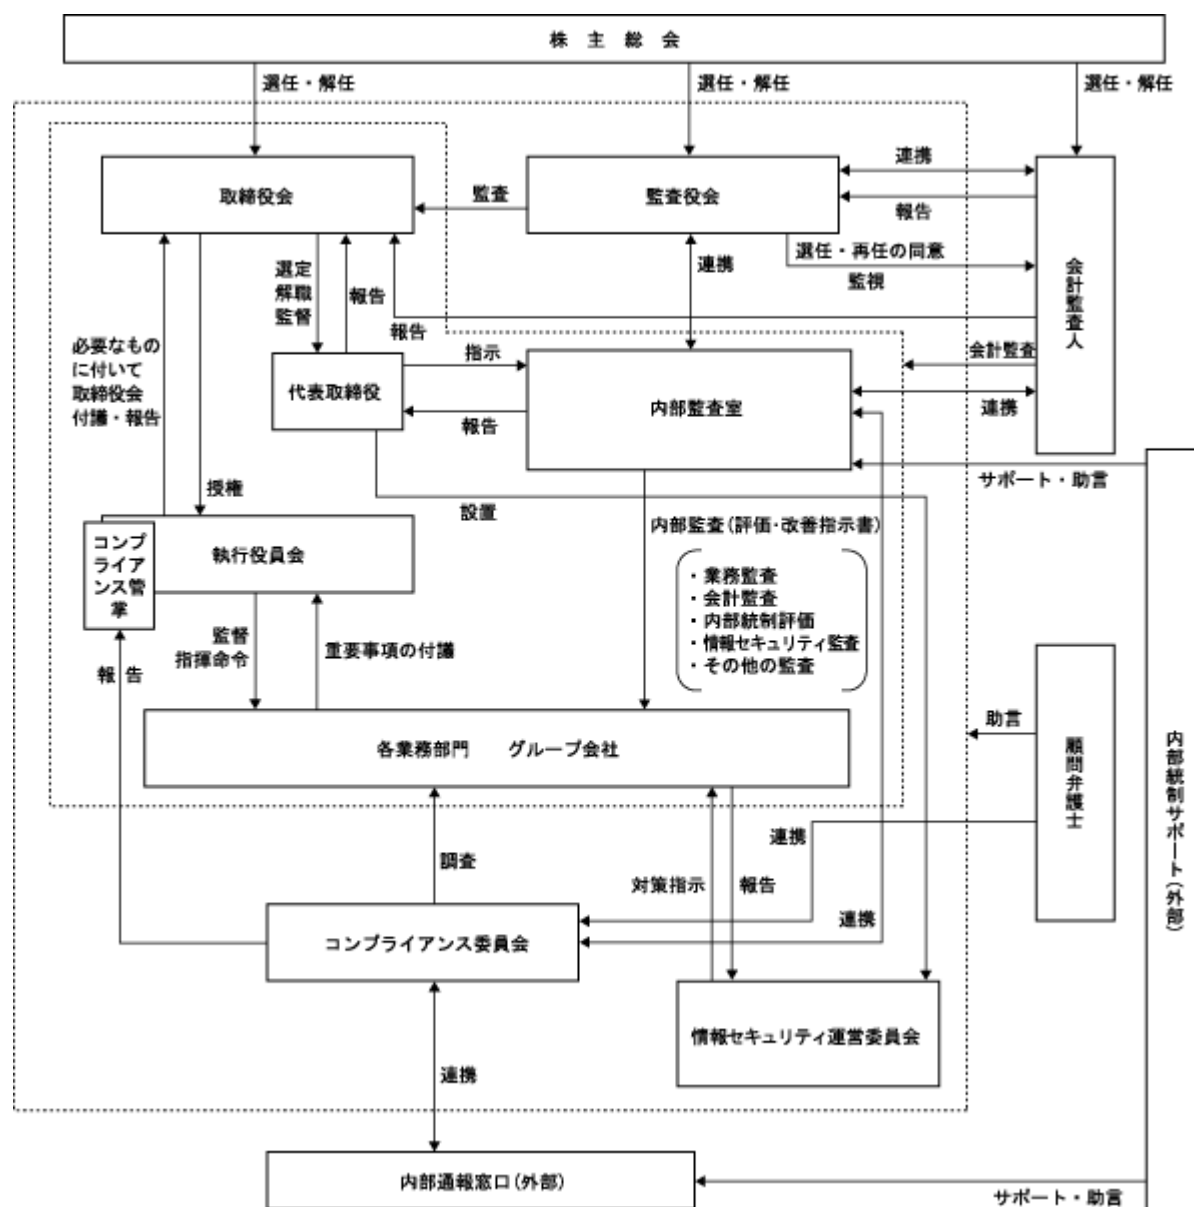 株主総会
選任・解任
選任・解任
選任・解任
取締役会
監査
監査役会
連携
報告
選任・再任の同意
監視
会計監査人
選定
解職
監督
報告
報告
連携
必要なもの
に付いて
取締役会
付議・報告
代表取締役
指示
報告
内部監査室
会計監査
連携
サポート・助言
授権
設置
コンプ
ライア
ンス管
掌
執行役員会
内部監査(評価・改善指示書)
・業務監査
・会計監査
・内部統制評価
・情報セキュリティ監査
・その他の監査
報告
監督
指揮命令
重要事項の付議
各業務部門 グループ会社
助言
顧問弁護士
内部統制サポート(外部)
調査
対策指示
報告
連携
連携
コンプライアンス委員会
情報セキュリティ運営委員会
連携
内部通報窓口(外部)
サポート・助言